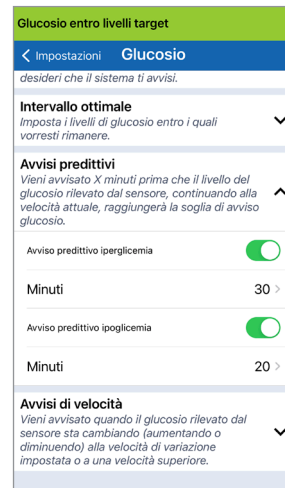 Glucosio entro livelli target
Impostazioni Glucosio
desideri che il sistema ti avvisi.
Intervallo ottimale
Imposta i livelli di glucosio entro i quali
vorresti rimanere.
Avvisi predittivi
Vieni avvisato X minuti prima che il livello del
glucosio rilevato dal sensore, continuando alla
velocità attuale, raggiungerà la soglia di avviso
glucosio.
Avviso predittivo iperglicemia
Minuti 30
Avviso predittivo ipoglicemia
Minuti 20
Avvisi di velocità
Vieni avvisato quando il glucosio rilevato dal
sensore sta cambiando (aumentando o
diminuendo) alla velocità di variazione
impostata o a una velocità superiore.